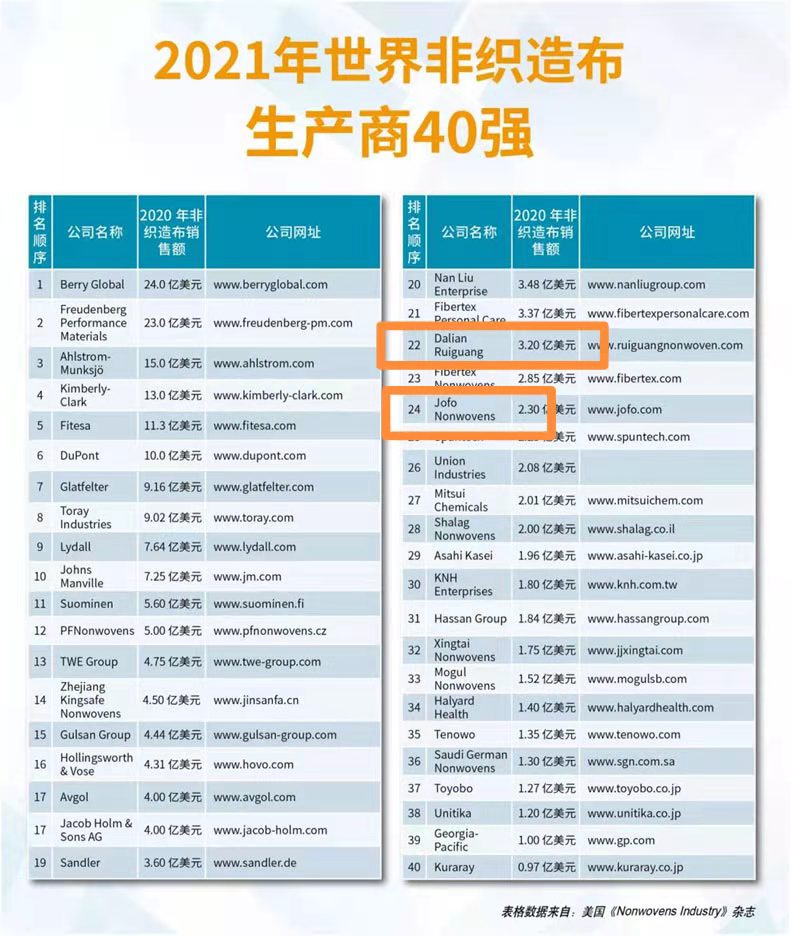 2021年世界非织造布
生产商40强
排名顺序 公司名称 2020 年非织造布销售额 公司网址
1 Berry Global 24.0 亿美元 www.berryglobal.com
2 Freudenberg Performance Materials 23.0 亿美元 www.freudenberg-pm.com
3 Ahlstrom-Munksjö 15.0 亿美元 www.ahlstrom.com
4 Kimberly-Clark 13.0 亿美元 www.kimberly-clark.com
5 Fitesa 11.3 亿美元 www.fitesa.com
6 DuPont 10.0 亿美元 www.dupont.com
7 Glatfelter 9.16 亿美元 www.glatfelter.com
8 Toray Industries 9.02 亿美元 www.toray.com
9 Lydall 7.64 亿美元 www.lydall.com
10 Johns Manville 7.25 亿美元 www.jm.com
11 Suominen 5.60 亿美元 www.suominen.fi
12 PFNonwovens 5.00 亿美元 www.pfnonwovens.cz
13 TWE Group 4.75 亿美元 www.twe-group.com
14 Zhejiang Kingsafe Nonwovens 4.50 亿美元 www.jinsanfa.cn
15 Gulsan Group 4.44 亿美元 www.gulsan-group.com
16 Hollingsworth & Vose 4.31 亿美元 www.hovo.com
17 Avgol 4.00 亿美元 www.avgol.com
17 Jacob Holm & Sons AG 4.00 亿美元 www.jacob-holm.com
19 Sandler 3.60 亿美元 www.sandler.de
排名顺序 公司名称 2020 年非织造布销售额 公司网址
20 Nan Liu Enterprise 3.48 亿美元 www.nanliugroup.com
21 Fibertex Personal Care 3.37 亿美元 www.fibertexpersonalcare.com
22 Dalian Ruiguang 3.20 亿美元 www.ruiguangnonwoven.com
23 Fibertex Nonwovens 2.85 亿美元 www.fibertex.com
24 Jofo Nonwovens 2.30 亿美元 www.jofo.com
亿美元 www.spuntech.com
26 Union Industries 2.08 亿美元
27 Mitsui Chemicals 2.01 亿美元 www.mitsuichem.com
28 Shalag Nonwovens 2.00 亿美元 www.shalag.co.il
29 Asahi Kasei 1.96 亿美元 www.asahi-kasei.co.jp
30 KNH Enterprises 1.80 亿美元 www.knh.com.tw
31 Hassan Group 1.84 亿美元 www.hassangroup.com
32 Xingtai Nonwovens 1.75 亿美元 www.jjxingtai.com
33 Mogul Nonwovens 1.52 亿美元 www.mogulsb.com
34 Halyard Health 1.40 亿美元 www.halyardhealth.com
35 Tenowo 1.35 亿美元 www.tenowo.com
36 Saudi German Nonwovens 1.30 亿美元 www.sgn.com.sa
37 Toyobo 1.27 亿美元 www.toyobo.co.jp
38 Unitika 1.20 亿美元 www.unitika.co.jp
39 Georgia-Pacific 1.00 亿美元 www.gp.com
40 Kuraray 0.97 亿美元 www.kuraray.co.jp
表格数据来自：美国《Nonwovens Industry》杂志